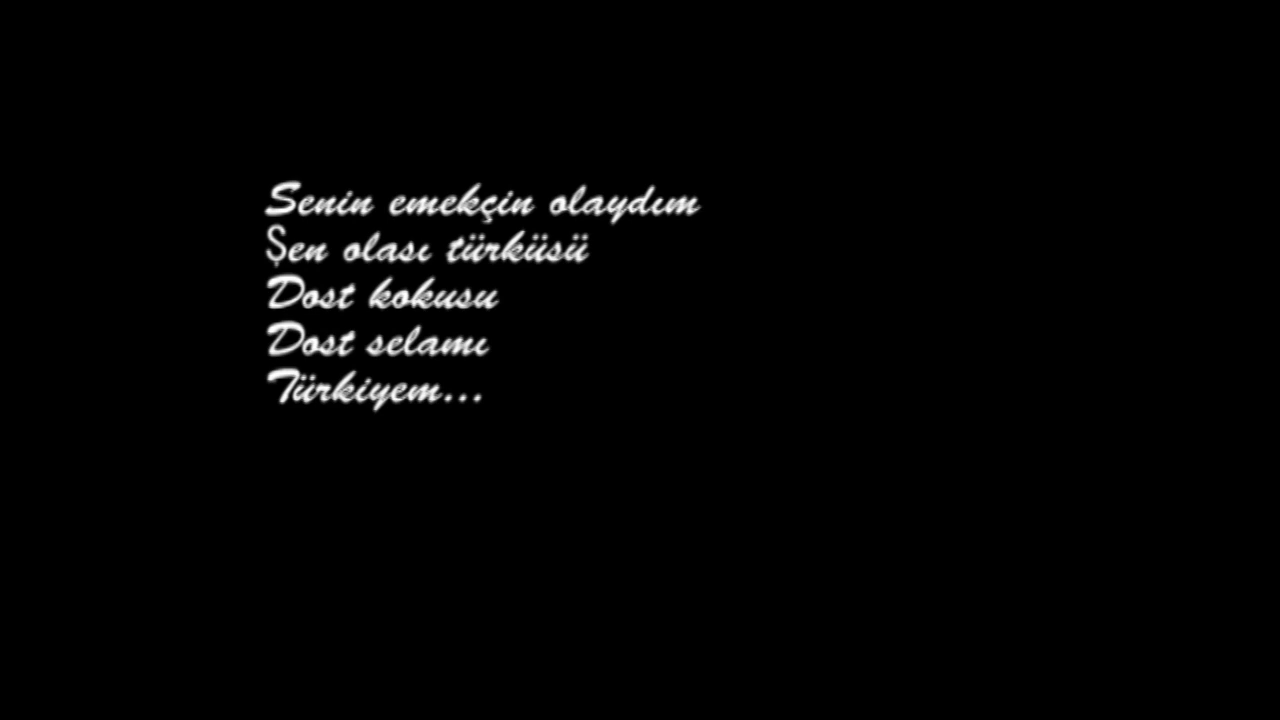 Senin emekçin olaydım
Şen olası türküsü
Dost kokusu
Dost selamı
Türkiyem...